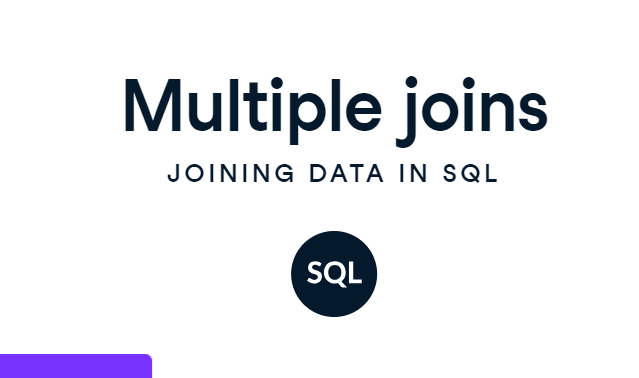 Multiple joins
JOINING DATA IN SQL
SQL